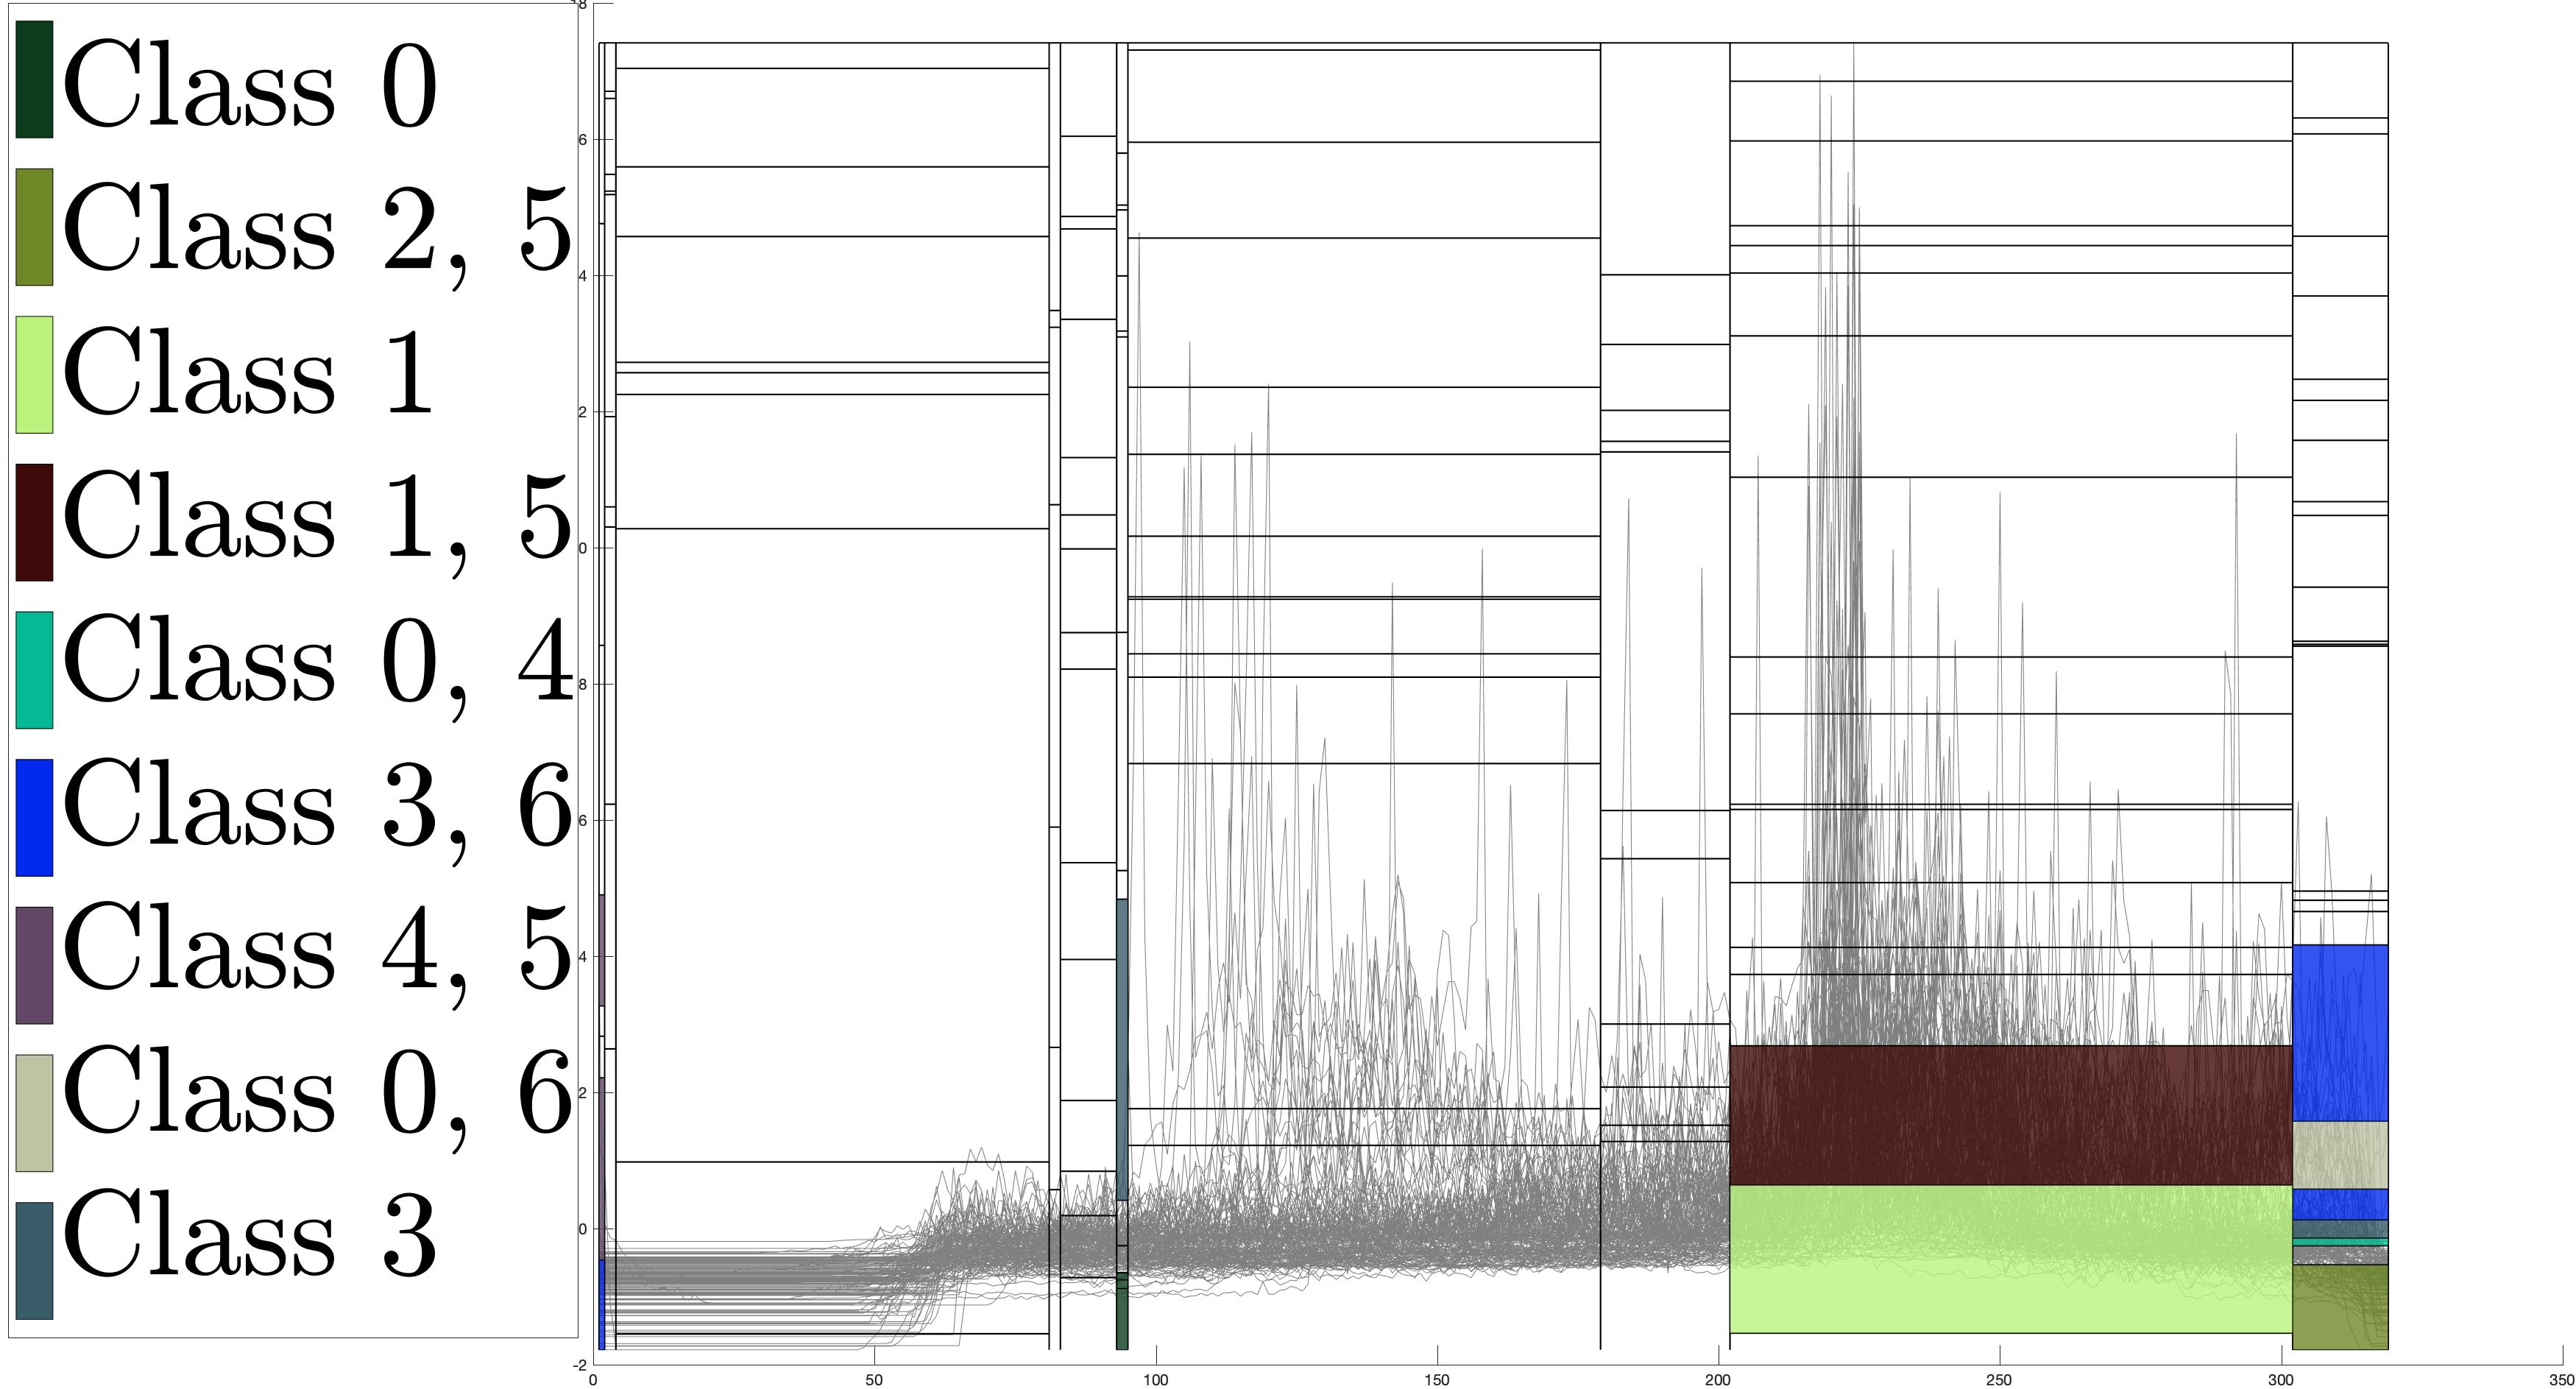 Class 0
Class 2, 5
Class 1
Class 1, 5
Class 0, 4
Class 3, 6
Class 4, 5
Class 0, 6
Class 3
8
6
4
2
0
8
6
4
2
0
-2
0 50 100 150 200 250 300 350